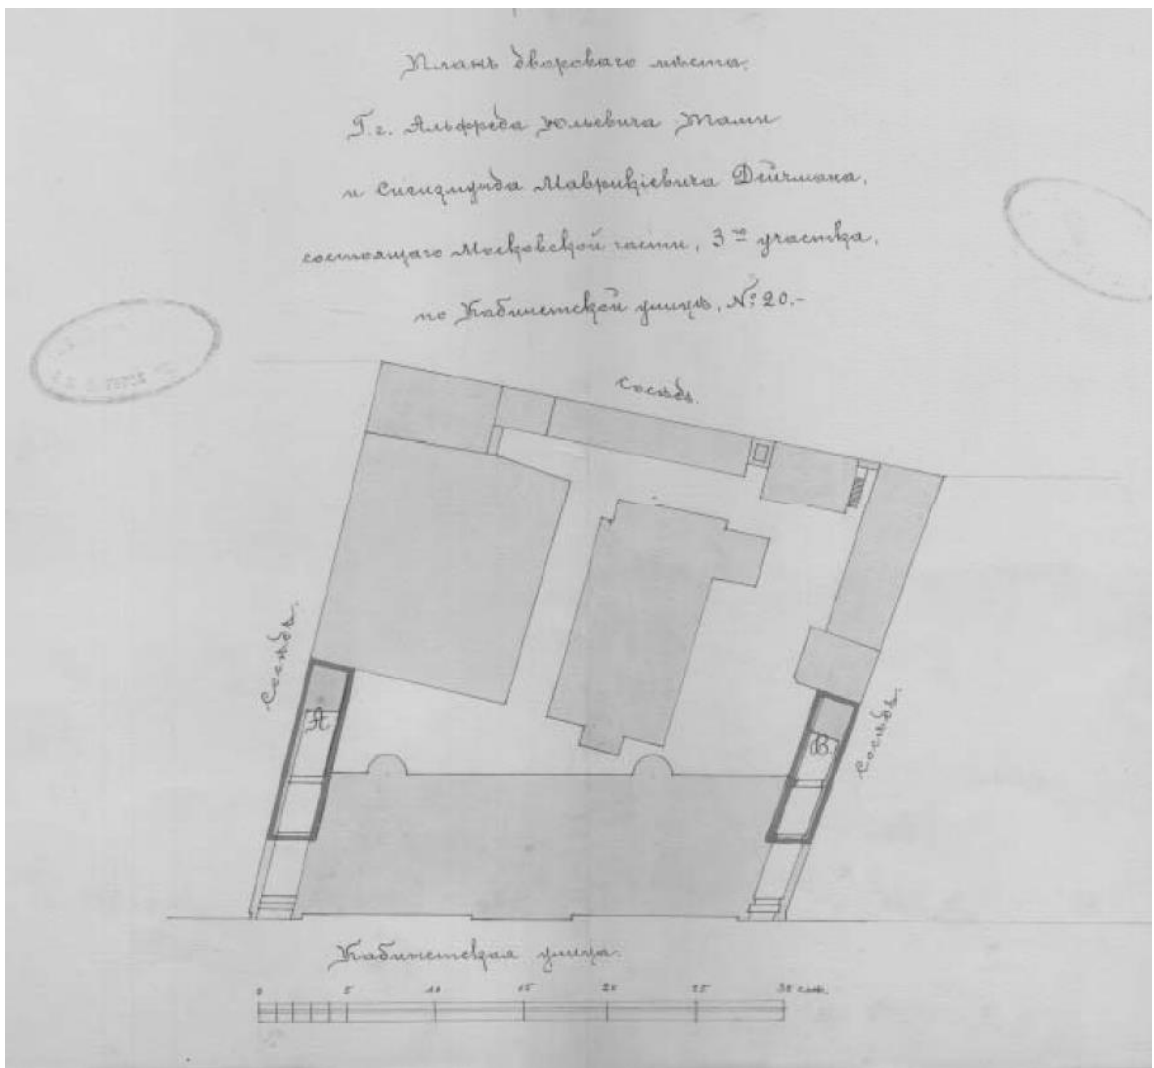 Планъ дворового мѣста,
Г.г. Альфреда Юльевича Тами
и Сигизмунда Маврикіевича Дейчмана,
состоящаго Московской части, 3го участка,
по Кабинетской улицѣ, №: 20.-
Сосѣдъ.
Сосѣдъ.
А
В
Сосѣдъ.
Кабинетская улица.
0 5 10 15 20 25 30 саж.